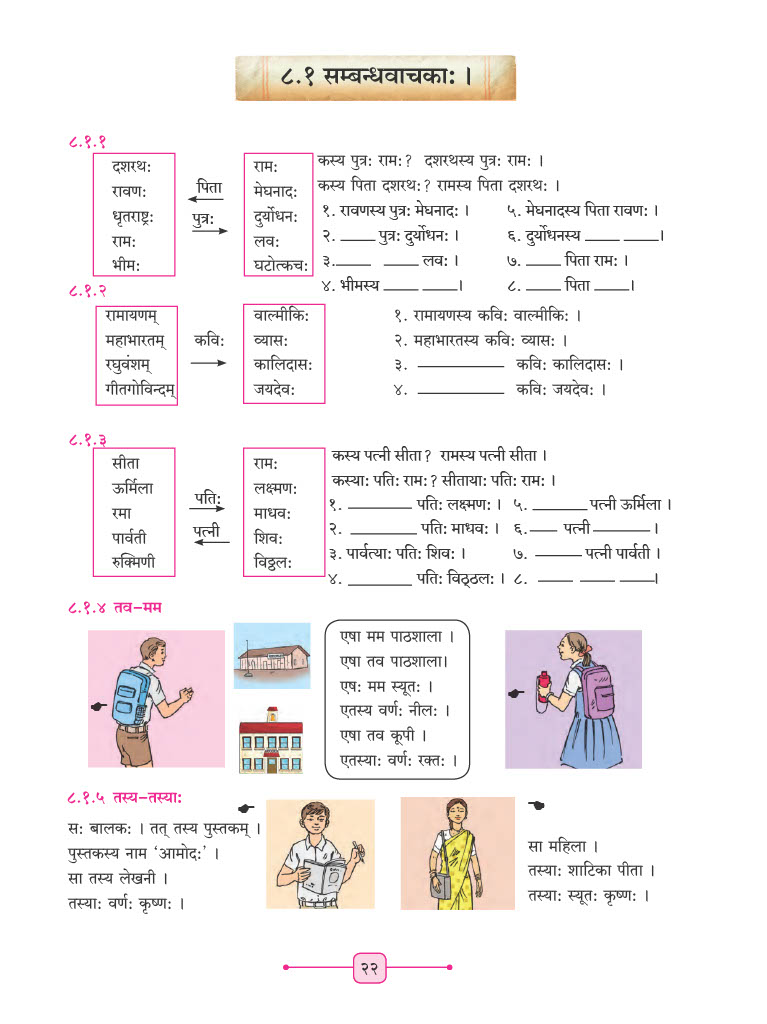 ८.१ सम्बन्धवाचका: ।
८.१.१
दशरथ:
रावण:
धृतराष्ट्र:
राम:
भीम:
पिता
पुत्र:
राम:
मेघनाद:
दुर्योधन:
लव:
घटोत्कच:
कस्य पुत्र: राम:? दशरथस्य पुत्र: राम: ।
कस्य पिता दशरथ:? रामस्य पिता दशरथ: ।
१. रावणस्य पुत्र: मेघनाद: ।
२. ____ पुत्र: दुर्योधन: ।
३.____ ____ लव: ।
४. भीमस्य ____ ____।
५. मेघनादस्य पिता रावण: ।
६. दुर्योधनस्य ____ ____।
७. ____ पिता राम: ।
८. ____ पिता ____।
८.१.२
रामायणम्
महाभारतम्
रघुवंशम्
गीतगोविन्दम्
कवि:
वाल्मीकि:
व्यास:
कालिदास:
जयदेव:
१. रामायणस्य कवि: वाल्मीकि: ।
२. महाभारतस्य कवि: व्यास: ।
३. ________ कवि: कालिदास: ।
४. ________ कवि: जयदेव: ।
८.१.३
सीता
ऊर्मिला
रमा
पार्वती
रुक्मिणी
पति:
पत्नी
राम:
लक्ष्मण:
माधव:
शिव:
विठ्ठल:
कस्य पत्नी सीता? रामस्य पत्नी सीता ।
कस्या: पति: राम:? सीताया: पति: राम: ।
१. ________ पति: लक्ष्मण: ।
२. ________ पति: माधव: ।
३. पार्वत्या: पति: शिव: ।
४. ________ पति: विठ्ठल: ।
५. ______ पत्नी ऊर्मिला ।
६.____ पत्नी ______ ।
७. ______ पत्नी पार्वती ।
८. ____ ____ ____।
८.१.४ तव-मम
एषा मम पाठशाला ।
एषा तव पाठशाला।
एष: मम स्यूत: ।
एतस्य वर्ण: नील: ।
एषा तव कूपी ।
एतस्या: वर्ण: रक्त: ।
८.१.५ तस्य-तस्या:
स: बालक: । तत् तस्य पुस्तकम् ।
पुस्तकस्य नाम ‘आमोद:’ ।
सा तस्य लेखनी ।
तस्या: वर्ण: कृष्ण: ।
सा महिला ।
तस्या: शाटिका पीता ।
तस्या: स्यूत: कृष्ण: ।
२२